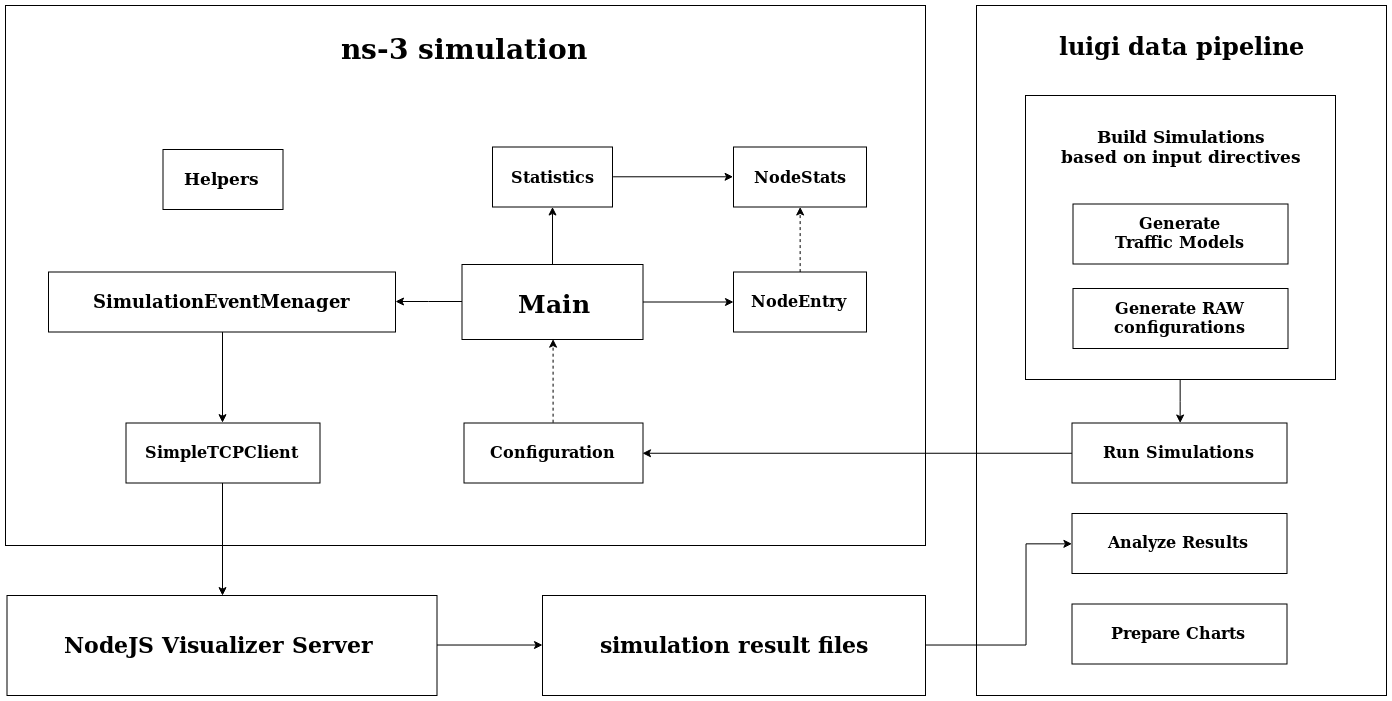 ns-3 simulation
Helpers
Statistics
NodeStats
SimulationEventMenager
Main
NodeEntry
SimpleTCPClient
Configuration
NodeJS Visualizer Server
simulation result files
luigi data pipeline
Build Simulations
based on input directives
Generate
Traffic Models
Generate RAW
configurations
Run Simulations
Analyze Results
Prepare Charts